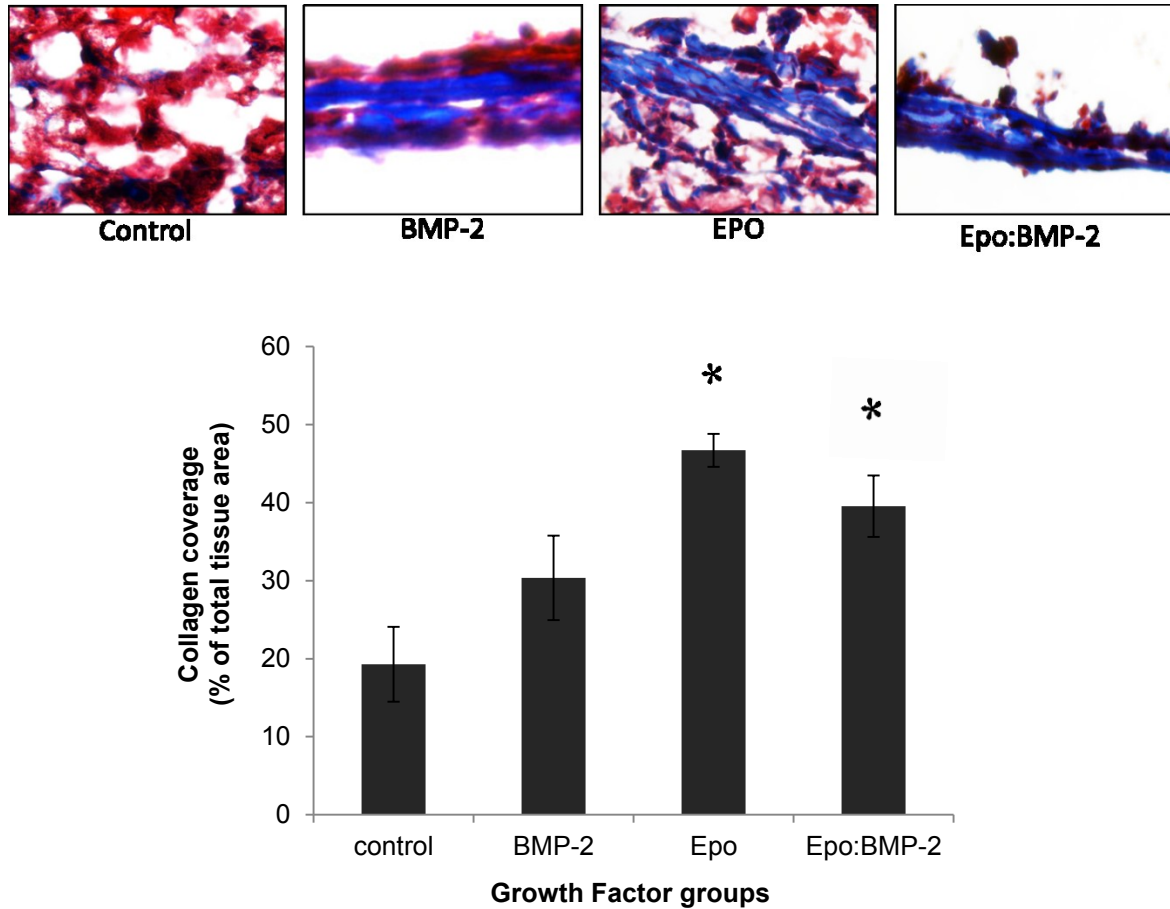 Control
BMP-2
EPO
Epo:BMP-2
60
50
40
30
20
10
0
Collagen coverage
(% of total tissue area)
*
*
control
BMP-2
Epo
Epo:BMP-2
Growth Factor groups